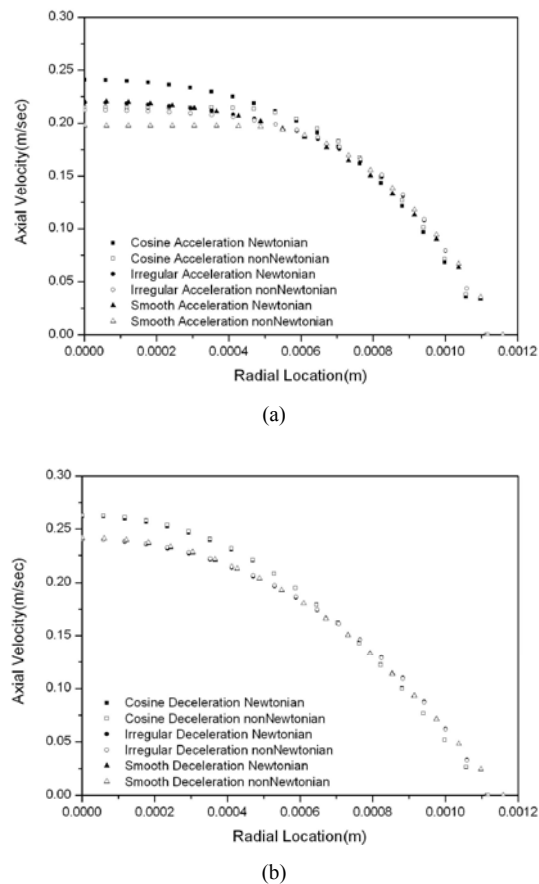 0.30
0.25
0.20
0.15
0.10
0.05
0.00
Axial Velocity(m/sec)
Cosine Acceleration Newtonian
Cosine Acceleration nonNewtonian
Irregular Acceleration Newtonian
Irregular Acceleration nonNewtonian
Smooth Acceleration Newtonian
Smooth Acceleration nonNewtonian
0.0000 0.0002 0.0004 0.0006 0.0008 0.0010 0.0012
Radial Location(m)
(a)
0.30
0.25
0.20
0.15
0.10
0.05
0.00
Axial Velocity(m/sec)
Cosine Deceleration Newtonian
Cosine Deceleration nonNewtonian
Irregular Deceleration Newtonian
Irregular Deceleration nonNewtonian
Smooth Deceleration Newtonian
Smooth Deceleration nonNewtonian
0.0000 0.0002 0.0004 0.0006 0.0008 0.0010 0.0012
Radial Location(m)
(b)